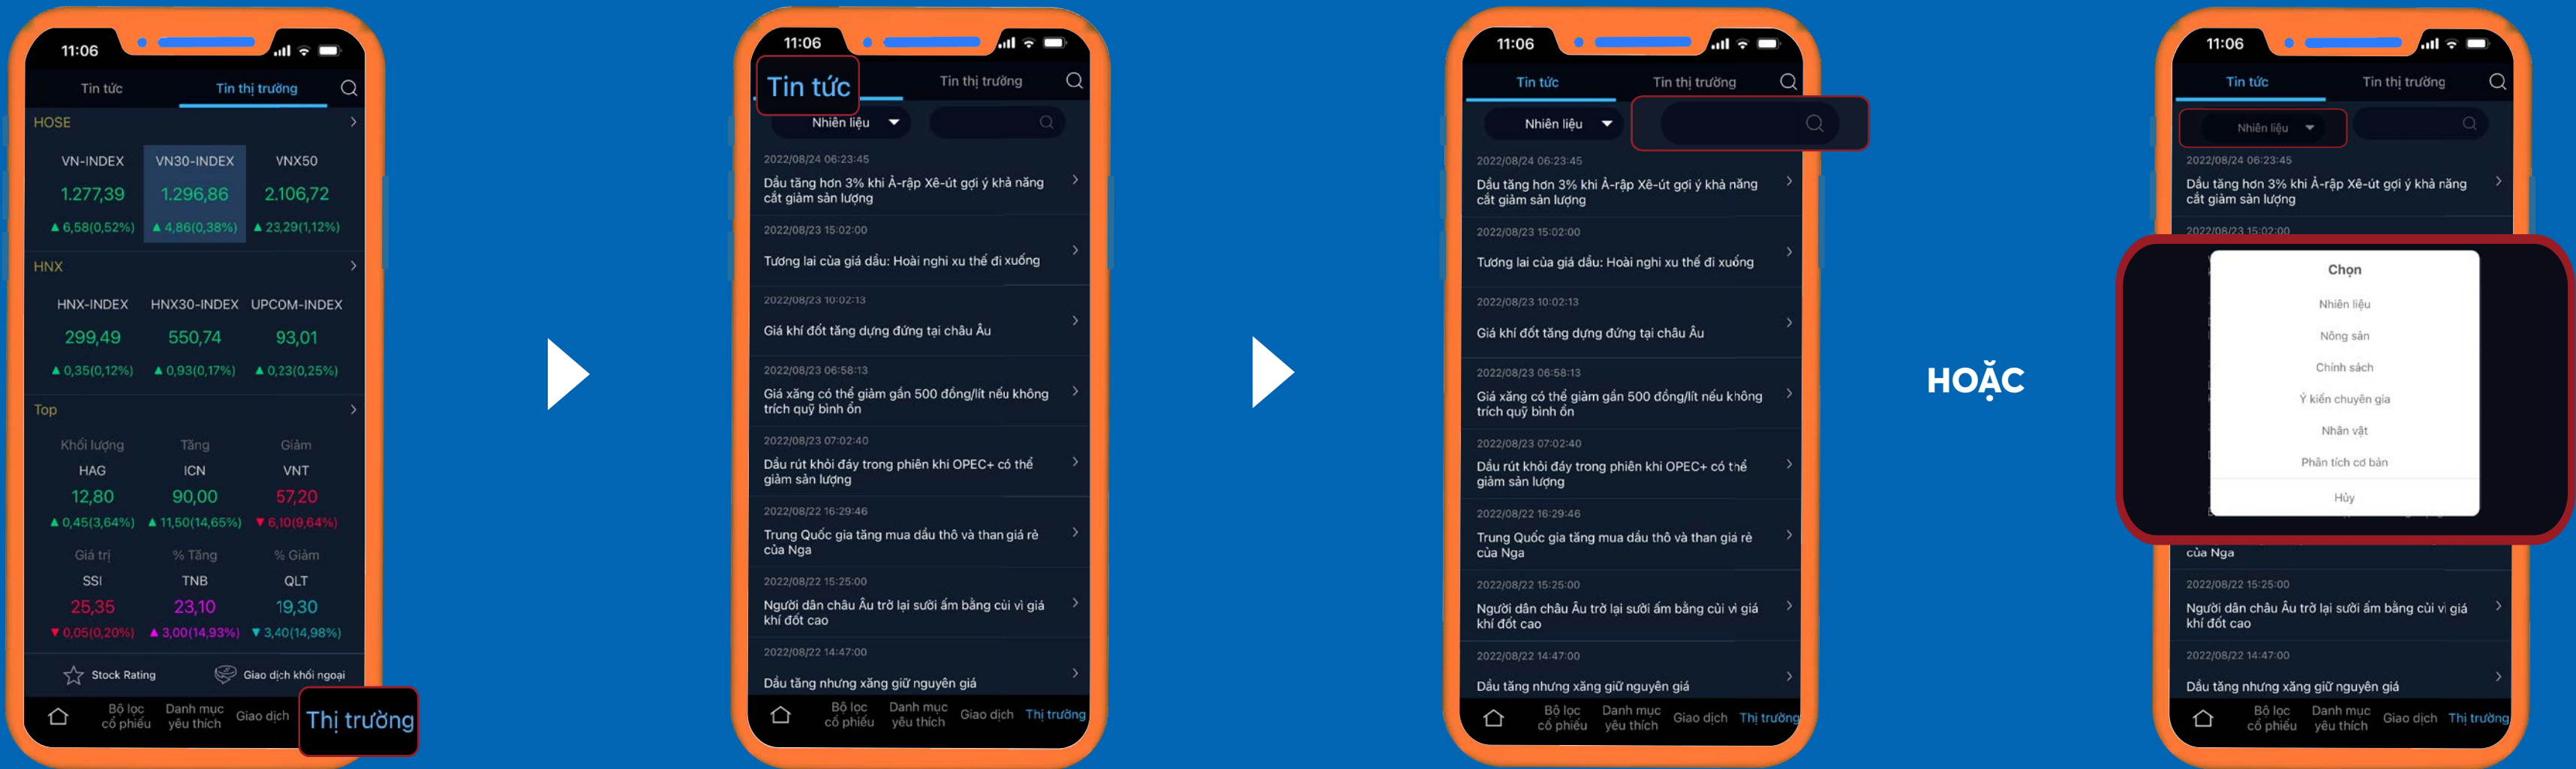 11:06
Tin tức
Tin thị trường
HOSE
VN-INDEX
VN30-INDEX
VNX50
1.277,39
1.296,86
2.106,72
▲ 6,58(0,52%)
▲ 4,86(0,38%)
▲ 23,29(1,12%)
HNX
HNX-INDEX
HNX30-INDEX
UPCOM-INDEX
299,49
550,74
93,01
▲ 0,35(0,12%)
▲ 0,93(0,17%)
▲ 0,23(0,25%)
Top
Khối lượng
Tăng
Giảm
HAG
ICN
VNT
12,80
90,00
57,20
▲ 0,45(3,64%)
▲ 11,50(14,65%)
▼ 6,10(9,64%)
Giá trị
% Tăng
% Giảm
SSI
TNB
QLT
25,35
23,10
19,30
▼ 0,05(0,20%)
▲ 3,00(14,93%)
▼ 3,40(14,98%)
Stock Rating
Giao dịch khối ngoại
Bộ lọc
cổ phiếu
Danh mục
yêu thích
Giao dịch
Thị trường
11:06
Tin tức
Tin thị trường
Nhiên liệu
2022/08/24 06:23:45
Dầu tăng hơn 3% khi Ả-rập Xê-út gợi ý khả năng
cắt giảm sản lượng
2022/08/23 15:02:00
Tương lai của giá dầu: Hoài nghi xu thế đi xuống
2022/08/23 10:02:13
Giá khí đốt tăng dựng đứng tại châu Âu
2022/08/23 06:58:13
Giá xăng có thể giảm gần 500 đồng/lít nếu không
trích quỹ bình ổn
2022/08/23 07:02:40
Dầu rút khỏi đáy trong phiên khi OPEC+ có thể
giảm sản lượng
2022/08/22 16:29:46
Trung Quốc gia tăng mua dầu thô và than giá rẻ
của Nga
2022/08/22 15:25:00
Người dân châu Âu trở lại sưởi ấm bằng củi vì giá
khí đốt cao
2022/08/22 14:47:00
Dầu tăng nhưng xăng giữ nguyên giá
Bộ lọc
cổ phiếu
Danh mục
yêu thích
Giao dịch
Thị trường
11:06
Tin tức
Tin thị trường
Nhiên liệu
2022/08/24 06:23:45
Dầu tăng hơn 3% khi Ả-rập Xê-út gợi ý khả năng
cắt giảm sản lượng
2022/08/23 15:02:00
Tương lai của giá dầu: Hoài nghi xu thế đi xuống
2022/08/23 10:02:13
Giá khí đốt tăng dựng đứng tại châu Âu
2022/08/23 06:58:13
Giá xăng có thể giảm gần 500 đồng/lít nếu không
trích quỹ bình ổn
2022/08/23 07:02:40
Dầu rút khỏi đáy trong phiên khi OPEC+ có thể
giảm sản lượng
2022/08/22 16:29:46
Trung Quốc gia tăng mua dầu thô và than giá rẻ
của Nga
2022/08/22 15:25:00
Người dân châu Âu trở lại sưởi ấm bằng củi vì giá
khí đốt cao
2022/08/22 14:47:00
Dầu tăng nhưng xăng giữ nguyên giá
Bộ lọc
cổ phiếu
Danh mục
yêu thích
Giao dịch
Thị trường
HOẶC
11:06
Tin tức
Tin thị trường
Nhiên liệu
2022/08/24 06:23:45
Dầu tăng hơn 3% khi Ả-rập Xê-út gợi ý khả năng
cắt giảm sản lượng
2022/08/23 15:02:00
Chọn
Nhiên liệu
Nông sản
Chính sách
Ý kiến chuyên gia
Nhân vật
Phân tích cơ bản
Hủy
của Nga
2022/08/22 15:25:00
Người dân châu Âu trở lại sưởi ấm bằng củi vì giá
khí đốt cao
2022/08/22 14:47:00
Dầu tăng nhưng xăng giữ nguyên giá
Bộ lọc
cổ phiếu
Danh mục
yêu thích
Giao dịch
Thị trường